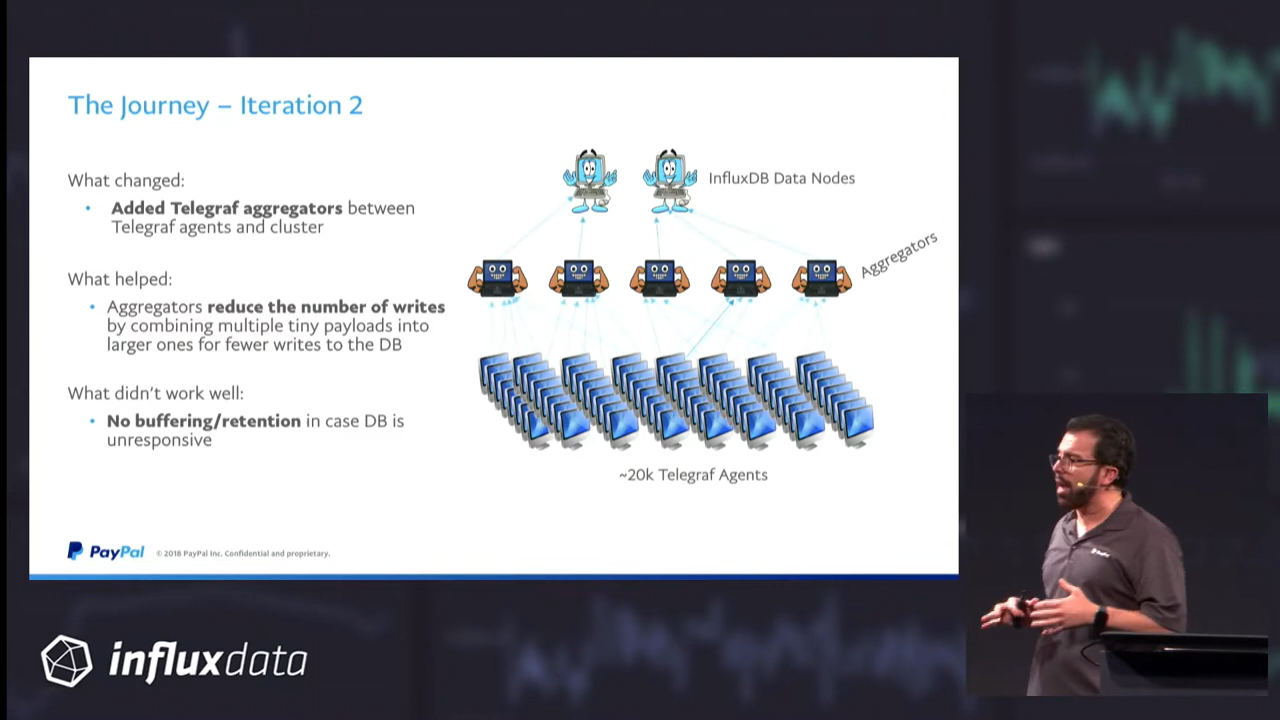 The Journey – Iteration 2
What changed:
• Added Telegraf aggregators between
Telegraf agents and cluster
What helped:
• Aggregators reduce the number of writes
by combining multiple tiny payloads into
larger ones for fewer writes to the DB
What didn't work well:
• No buffering/retention in case DB is
unresponsive
InfluxDB Data Nodes
Aggregators
~20k Telegraf Agents
PayPal
© 2018 PayPal Inc. Confidential and proprietary.
influxdata